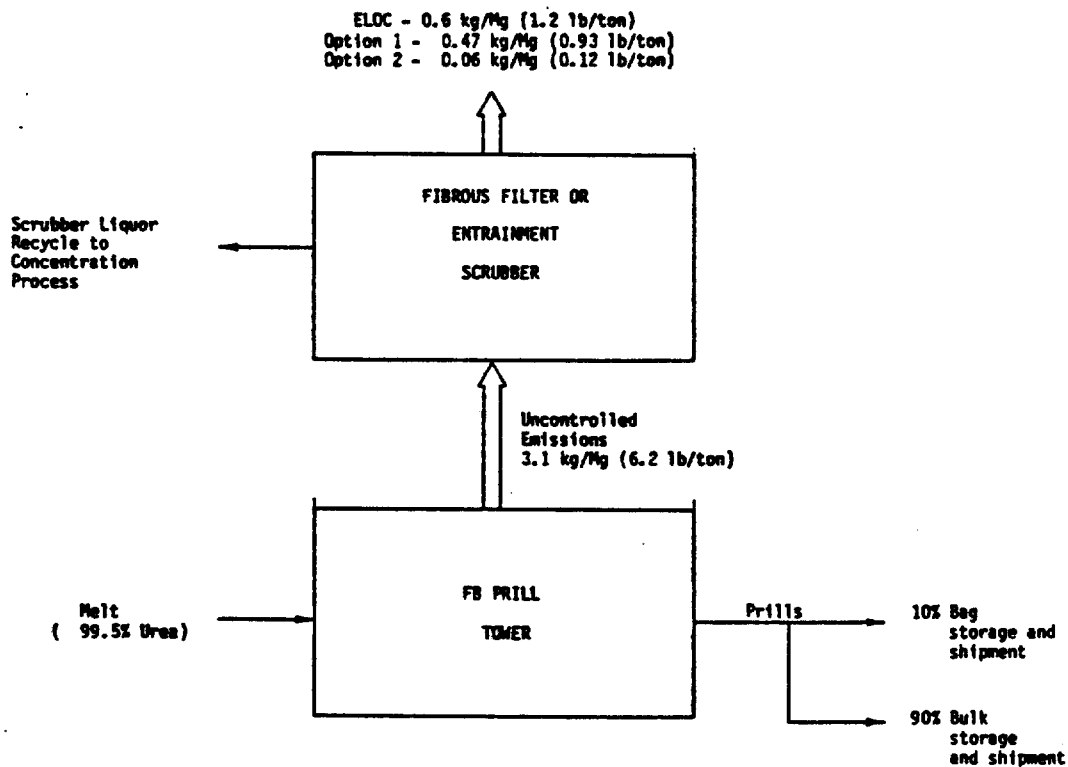 ELOC - 0.6 kg/Mg (1.2 lb/ton)
Option 1 - 0.47 kg/Mg (0.93 lb/ton)
Option 2 - 0.06 kg/Mg (0.12 lb/ton)
FIBROUS FILTER OR
ENTRAINMENT
SCRUBBER
Scrubber Liquor
Recycle to
Concentration
Process
Uncontrolled
Emissions
3.1 kg/Mg (6.2 lb/ton)
FB PRILL
TOWER
Melt
( 99.5% Urea)
Prills
10% Bag
storage and
shipment
90% Bulk
storage
and shipment